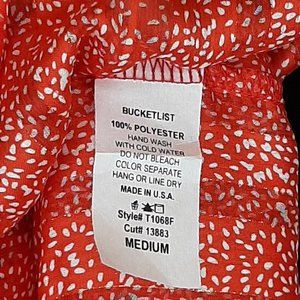 BUCKETLIST
100% POLYESTER
HAND WASH
WITH COLD WATER
DO NOT BLEACH
COLOR SEPARATE
HANG OR LINE DRY
MADE IN U.S.A.
Style# T1068F
Cut# 13883
MEDIUM